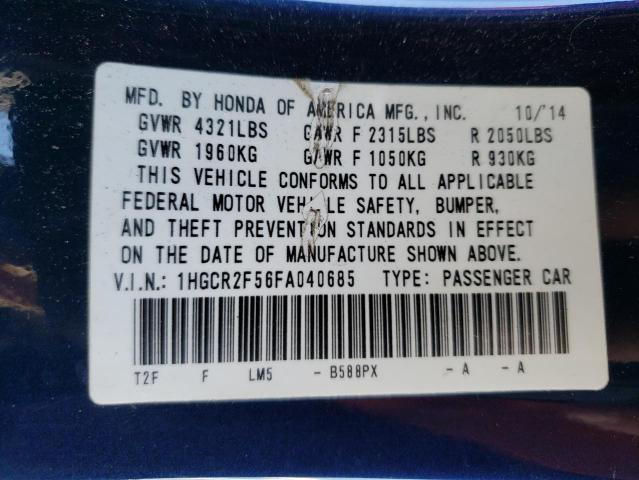 MFD. BY HONDA OF AMERICA MFG., INC. 10/'14
GVWR 4321LBS GAWR F 2315LBS R 2050LBS
GVWR 1960KG GAWR F 1050KG R 930KG
THIS VEHICLE CONFORMS TO ALL APPLICABLE
FEDERAL MOTOR VEHICLE SAFETY, BUMPER,
AND THEFT PREVENTION STANDARDS IN EFFECT
ON THE DATE OF MANUFACTURE SHOWN ABOVE.
V.I.N.: 1HGCR2F56FA040685 TYPE: PASSENGER CAR
T2F F LM5 - B588PX - A - A